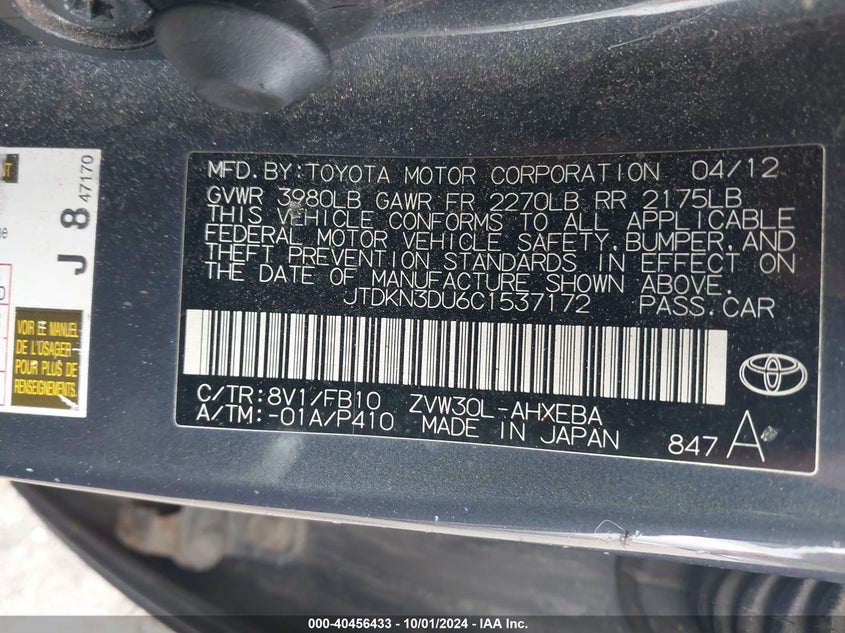 MFD.BY:TOYOTA MOTOR CORPORATION 04/12
GVWR 3980LB GAWR FR 2270LB RR 2175LB
THIS VEHICLE CONFORMS TO ALL APPLICABLE
FEDERAL MOTOR VEHICLE SAFETY,BUMPER,AND
THEFT PREVENTION STANDARDS IN EFFECT ON
THE DATE OF MANUFACTURE SHOWN ABOVE.
JTDKN3DU6C1537172 PASS.CAR
C/TR:8V1/FB10 ZVW30L-AHXEBA
A/TM:-01A/P410 MADE IN JAPAN 847 A
J 8 47170
VOIR LE MANUEL
DE L'USAGER
POUR PLUS DE
RENSEIGNEMENTS.
000-40456433 - 10/01/2024 - IAA Inc.